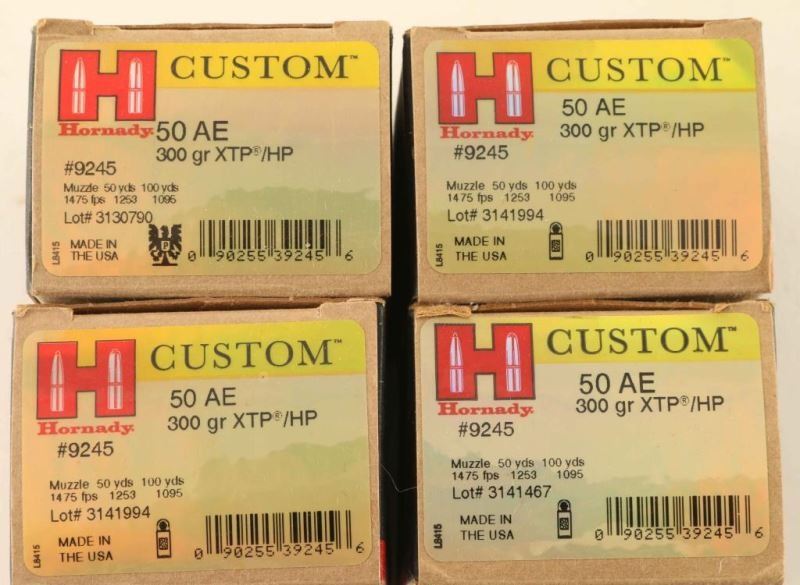 H CUSTOM™
Hornady®
50 AE
300 gr XTP®/HP
#9245
Muzzle 50 yds 100 yds
1475 fps 1253 1095
Lot# 3130790
L8415
MADE IN
THE USA
P
0 90255 39245 6
H CUSTOM™
Hornady®
50 AE
300 gr XTP®/HP
#9245
Muzzle 50 yds 100 yds
1475 fps 1253 1095
Lot# 3141994
L8415
MADE IN
THE USA
0 90255 39245 6
H CUSTOM™
Hornady®
50 AE
300 gr XTP®/HP
#9245
Muzzle 50 yds 100 yds
1475 fps 1253 1095
Lot# 3141994
L8415
MADE IN
THE USA
0 90255 39245 6
H CUSTOM™
Hornady®
50 AE
300 gr XTP®/HP
#9245
Muzzle 50 yds 100 yds
1475 fps 1253 1095
Lot# 3141467
L8415
MADE IN
THE USA
0 90255 39245 6